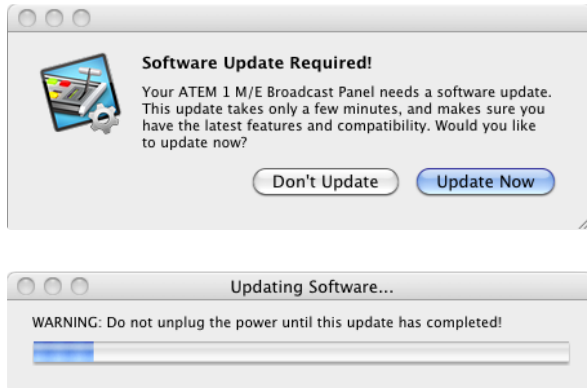 Software Update Required!
Your ATEM 1 M/E Broadcast Panel needs a software update.
This update takes only a few minutes, and makes sure you
have the latest features and compatibility. Would you like
to update now?
Don't Update
Update Now
Updating Software...
WARNING: Do not unplug the power until this update has completed!